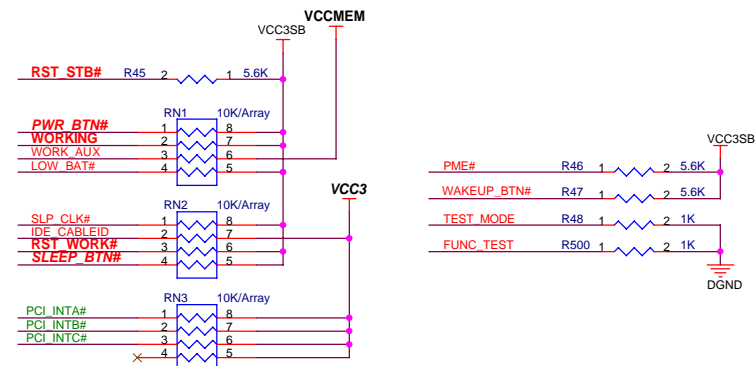 VCCMEM
VCC3SB
RST_STB# R45 2 1 5.6K
RN1 10K/Array
PWR_BTN# 1 8
WORKING 2 7
WORK_AUX 3 6
LOW_BAT# 4 5
VCC3
RN2 10K/Array
SLP_CLK# 1 8
IDE_CABLEID 2 7
RST_WORK# 3 6
SLEEP_BTN# 4 5
RN3 10K/Array
PCI_INTA# 1 8
PCI_INTB# 2 7
PCI_INTC# 3 6
4 5
VCC3SB
PME# R46 1 2 5.6K
WAKEUP_BTN# R47 1 2 5.6K
TEST_MODE R48 1 2 1K
FUNC_TEST R500 1 2 1K
DGND